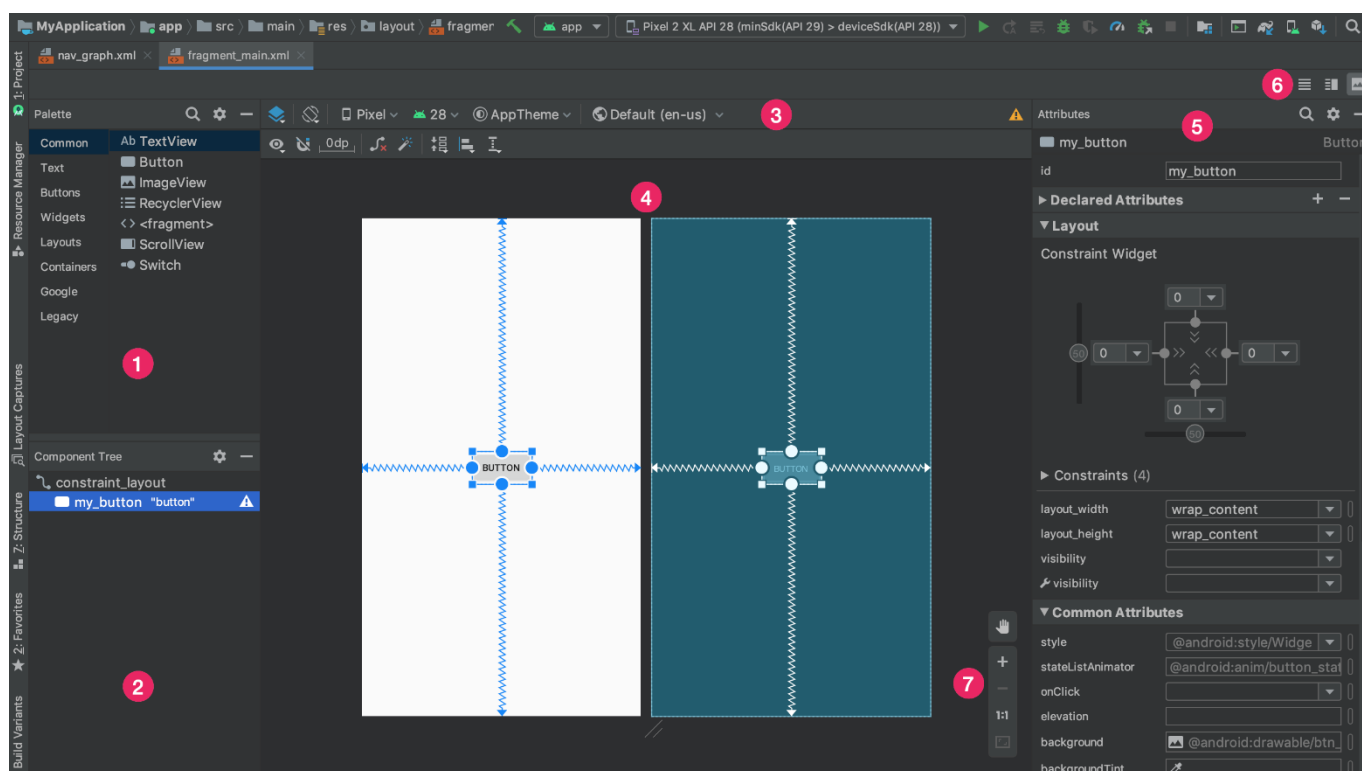 MyApplication app src main res layout fragmer app Pixel 2 XL API 28 (minSdk(API 29) > deviceSdk(API 28))
nav_graph.xml fragment_main.xml
6
1: Project
Resource Manager
Layout Captures
Z: Structure
2: Favorites
Build Variants
Palette
Common
Text
Buttons
Widgets
Layouts
Containers
Google
Legacy
Ab TextView
Button
ImageView
RecyclerView
<> <fragment>
ScrollView
Switch
1
Component Tree
constraint_layout
my_button "button"
2
Pixel 28 AppTheme Default (en-us) 3
0dp
4
BUTTON BUTTON
7
1:1
Attributes
5
my_button Button
id my_button
Declared Attributes
Layout
Constraint Widget
0
50 0 0
0
50
Constraints (4)
layout_width wrap_content
layout_height wrap_content
visibility
visibility
Common Attributes
style @android:style/Widge
stateListAnimator @android:anim/button_stat
onClick
elevation
background @android:drawable/btn_
backgroundTint